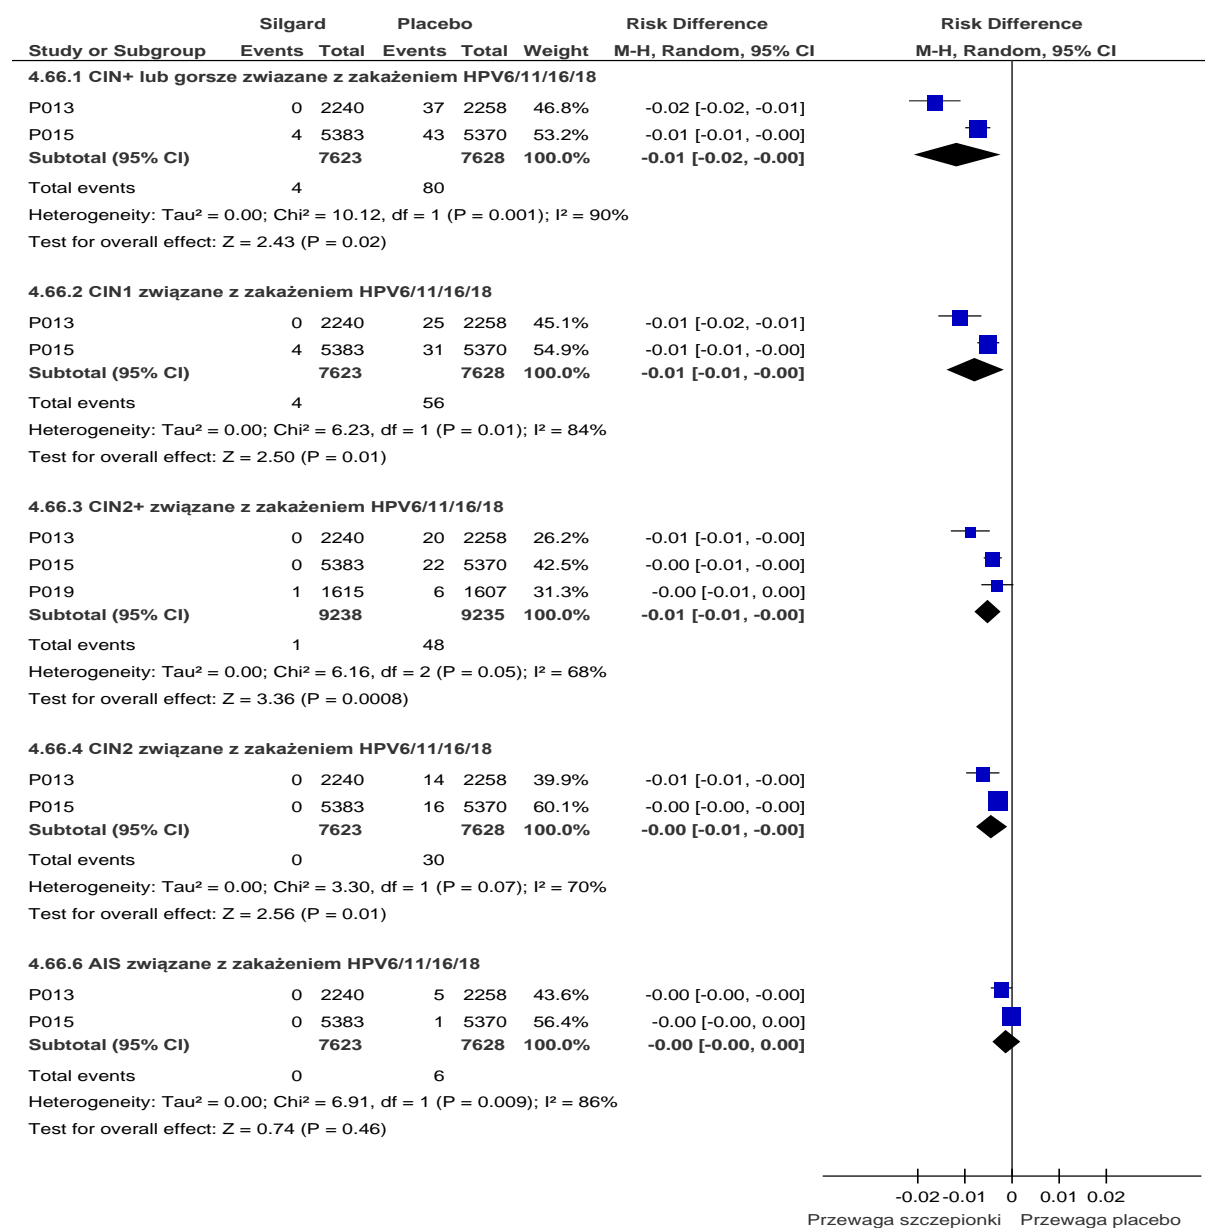 Silgard Placebo Risk Difference Risk Difference
Study or Subgroup Events Total Events Total Weight M-H, Random, 95% CI M-H, Random, 95% CI
4.66.1 CIN+ lub gorsze zwiazane z zakażeniem HPV6/11/16/18
P013 0 2240 37 2258 46.8% -0.02 [-0.02, -0.01]
P015 4 5383 43 5370 53.2% -0.01 [-0.01, -0.00]
Subtotal (95% CI) 7623 7628 100.0% -0.01 [-0.02, -0.00]
Total events 4 80
Heterogeneity: Tau² = 0.00; Chi² = 10.12, df = 1 (P = 0.001); I² = 90%
Test for overall effect: Z = 2.43 (P = 0.02)
4.66.2 CIN1 związane z zakażeniem HPV6/11/16/18
P013 0 2240 25 2258 45.1% -0.01 [-0.02, -0.01]
P015 4 5383 31 5370 54.9% -0.01 [-0.01, -0.00]
Subtotal (95% CI) 7623 7628 100.0% -0.01 [-0.01, -0.00]
Total events 4 56
Heterogeneity: Tau² = 0.00; Chi² = 6.23, df = 1 (P = 0.01); I² = 84%
Test for overall effect: Z = 2.50 (P = 0.01)
4.66.3 CIN2+ związane z zakażeniem HPV6/11/16/18
P013 0 2240 20 2258 26.2% -0.01 [-0.01, -0.00]
P015 0 5383 22 5370 42.5% -0.00 [-0.01, -0.00]
P019 1 1615 6 1607 31.3% -0.00 [-0.01, 0.00]
Subtotal (95% CI) 9238 9235 100.0% -0.01 [-0.01, -0.00]
Total events 1 48
Heterogeneity: Tau² = 0.00; Chi² = 6.16, df = 2 (P = 0.05); I² = 68%
Test for overall effect: Z = 3.36 (P = 0.0008)
4.66.4 CIN2 związane z zakażeniem HPV6/11/16/18
P013 0 2240 14 2258 39.9% -0.01 [-0.01, -0.00]
P015 0 5383 16 5370 60.1% -0.00 [-0.00, -0.00]
Subtotal (95% CI) 7623 7628 100.0% -0.00 [-0.01, -0.00]
Total events 0 30
Heterogeneity: Tau² = 0.00; Chi² = 3.30, df = 1 (P = 0.07); I² = 70%
Test for overall effect: Z = 2.56 (P = 0.01)
4.66.6 AIS związane z zakażeniem HPV6/11/16/18
P013 0 2240 5 2258 43.6% -0.00 [-0.00, -0.00]
P015 0 5383 1 5370 56.4% -0.00 [-0.00, 0.00]
Subtotal (95% CI) 7623 7628 100.0% -0.00 [-0.00, 0.00]
Total events 0 6
Heterogeneity: Tau² = 0.00; Chi² = 6.91, df = 1 (P = 0.009); I² = 86%
Test for overall effect: Z = 0.74 (P = 0.46)
-0.02 -0.01 0 0.01 0.02
Przewaga szczepionki Przewaga placebo